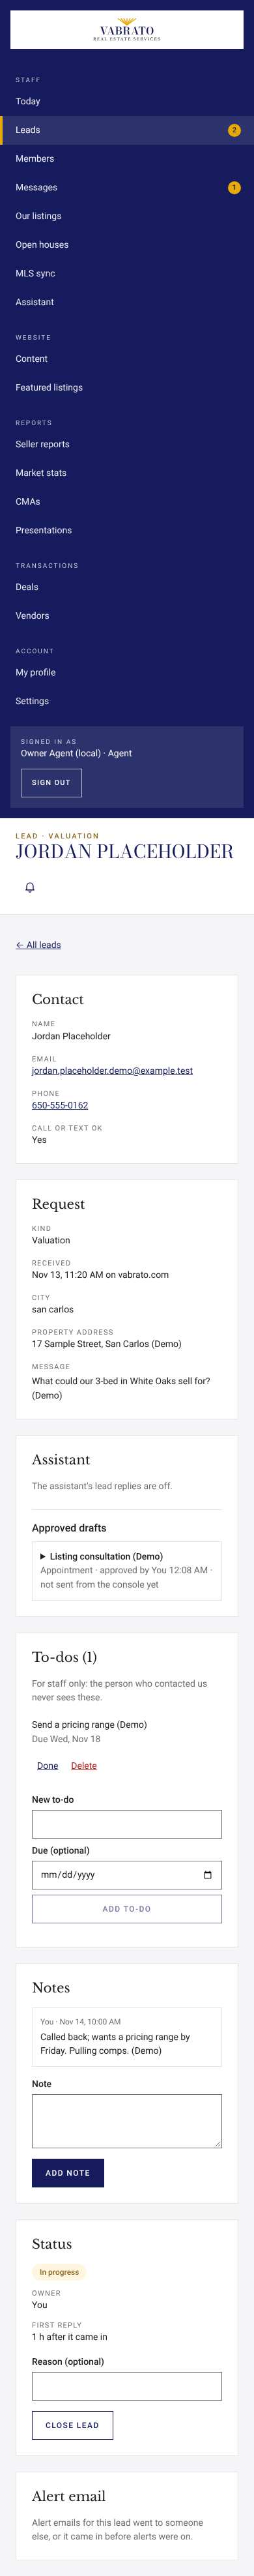 VABRATO
REAL ESTATE SERVICES
STAFF
Today
Leads 2
Members
Messages 1
Our listings
Open houses
MLS sync
Assistant
WEBSITE
Content
Featured listings
REPORTS
Seller reports
Market stats
CMAs
Presentations
TRANSACTIONS
Deals
Vendors
ACCOUNT
My profile
Settings
SIGNED IN AS
Owner Agent (local) · Agent
SIGN OUT
LEAD · VALUATION
JORDAN PLACEHOLDER
← All leads
Contact
NAME
Jordan Placeholder
EMAIL
jordan.placeholder.demo@example.test
PHONE
650-555-0162
CALL OR TEXT OK
Yes
Request
KIND
Valuation
RECEIVED
Nov 13, 11:20 AM on vabrato.com
CITY
san carlos
PROPERTY ADDRESS
17 Sample Street, San Carlos (Demo)
MESSAGE
What could our 3-bed in White Oaks sell for?
(Demo)
Assistant
The assistant's lead replies are off.
Approved drafts
▶ Listing consultation (Demo)
Appointment · approved by You 12:08 AM ·
not sent from the console yet
To-dos (1)
For staff only: the person who contacted us
never sees these.
Send a pricing range (Demo)
Due Wed, Nov 18
Done Delete
New to-do
Due (optional)
mm/dd/yyyy
ADD TO-DO
Notes
You · Nov 14, 10:00 AM
Called back; wants a pricing range by
Friday. Pulling comps. (Demo)
Note
ADD NOTE
Status
In progress
OWNER
You
FIRST REPLY
1 h after it came in
Reason (optional)
CLOSE LEAD
Alert email
Alert emails for this lead went to someone
else, or it came in before alerts were on.